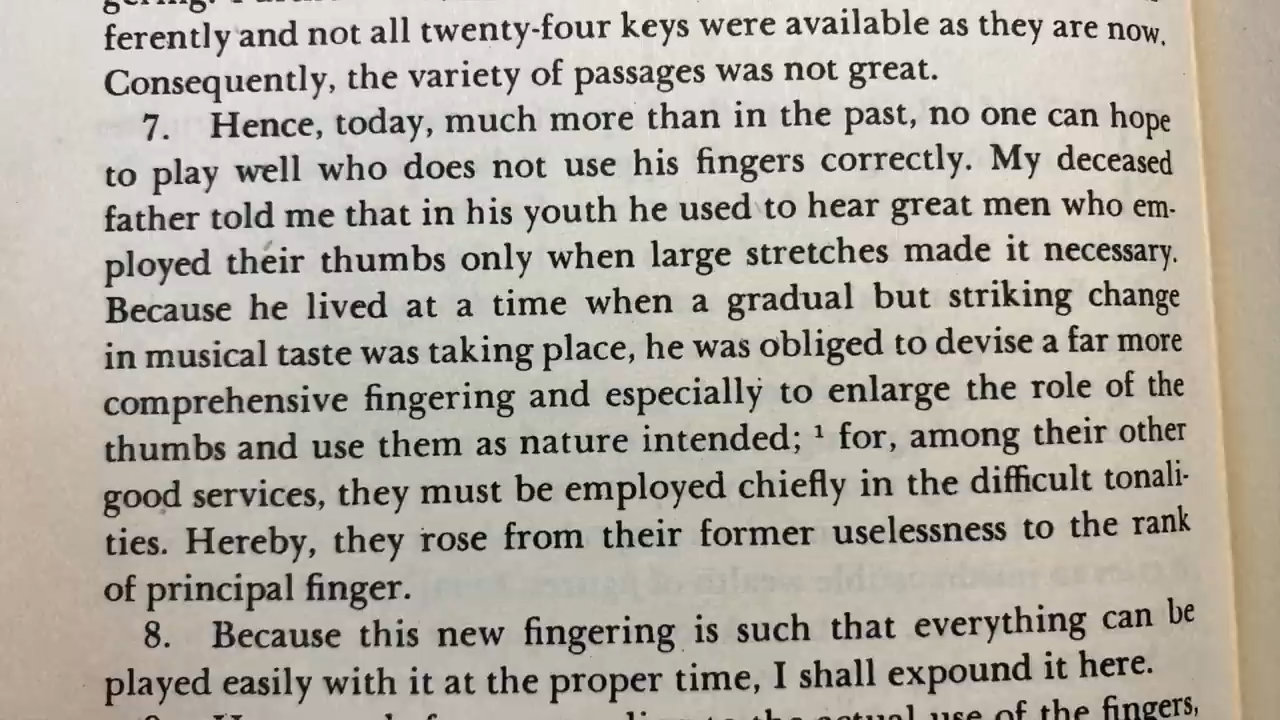 ferently and not all twenty-four keys were available as they are now.
Consequently, the variety of passages was not great.
7. Hence, today, much more than in the past, no one can hope
to play well who does not use his fingers correctly. My deceased
father told me that in his youth he used to hear great men who em-
ployed their thumbs only when large stretches made it necessary.
Because he lived at a time when a gradual but striking change
in musical taste was taking place, he was obliged to devise a far more
comprehensive fingering and especially to enlarge the role of the
thumbs and use them as nature intended; ¹ for, among their other
good services, they must be employed chiefly in the difficult tonali-
ties. Hereby, they rose from their former uselessness to the rank
of principal finger.
8. Because this new fingering is such that everything can be
played easily with it at the proper time, I shall expound it here.
the actual use of the fingers,